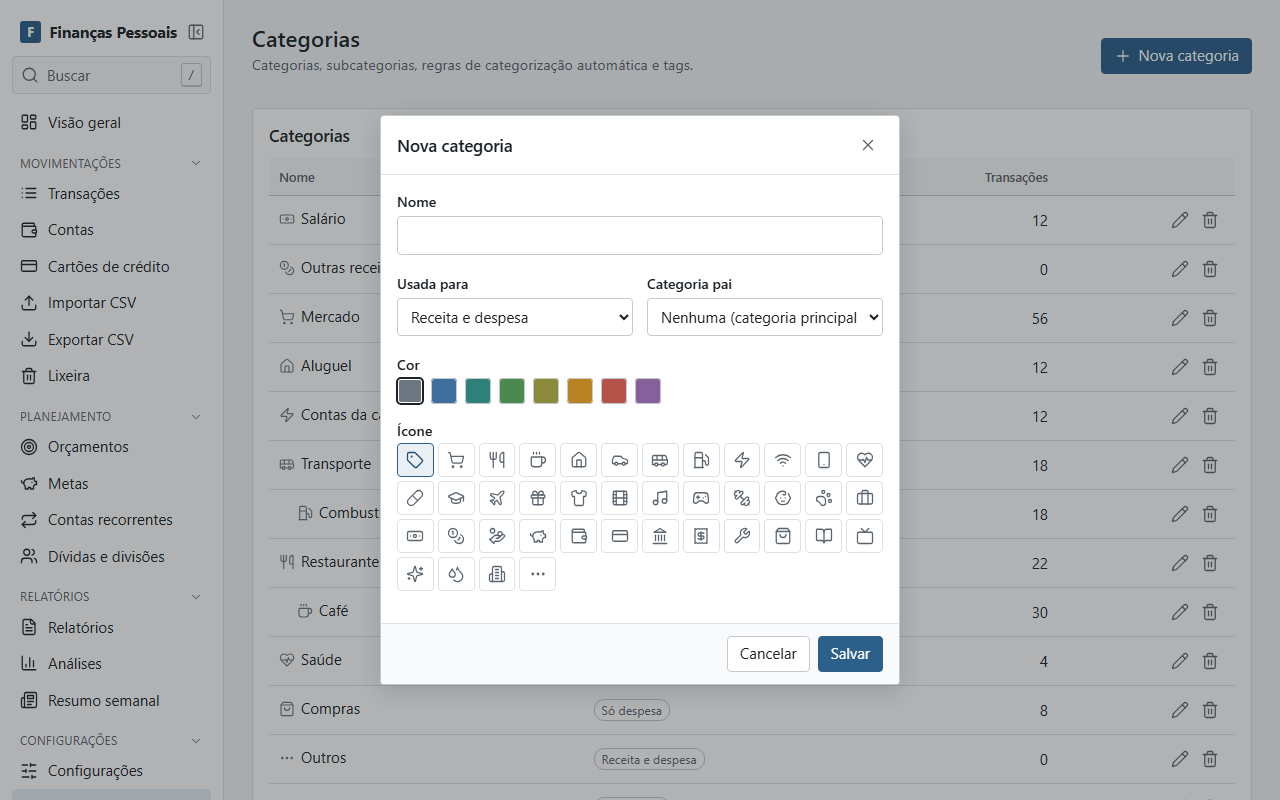 F Finanças Pessoais
Buscar /
Visão geral
MOVIMENTAÇÕES
Transações
Contas
Cartões de crédito
Importar CSV
Exportar CSV
Lixeira
PLANEJAMENTO
Orçamentos
Metas
Contas recorrentes
Dívidas e divisões
RELATÓRIOS
Relatórios
Análises
Resumo semanal
CONFIGURAÇÕES
Configurações
Categorias
Categorias, subcategorias, regras de categorização automática e tags.
Nova categoria
Categorias
Nome Transações
Salário 12
Outras recei 0
Mercado 56
Aluguel 12
Contas da ca 12
Transporte 18
Combust 18
Restaurante 22
Café 30
Saúde 4
Compras Só despesa 8
Outros Receita e despesa 0
Nova categoria
Nome
Usada para Categoria pai
Receita e despesa Nenhuma (categoria principal
Cor
Ícone
Cancelar Salvar